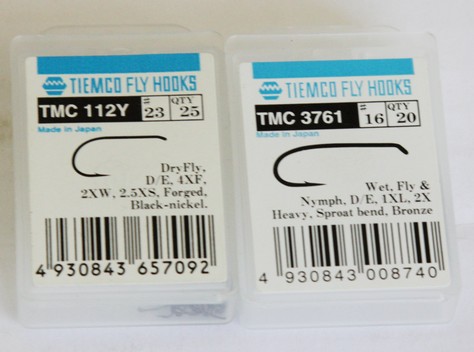 TIEMCO FLY HOOKS
TMC 112Y # 23 QTY 25
Made in Japan
DryFly,
D/E, 4XF,
2XW, 2.5XS, Forged,
Black-nickel.
4 930843 657092
TIEMCO FLY HOOKS
TMC 3761 # 16 QTY 20
Made in Japan
Wet, Fly &
Nymph, D/E, 1XL, 2X
Heavy, Sproat bend, Bronze
4 930843 008740